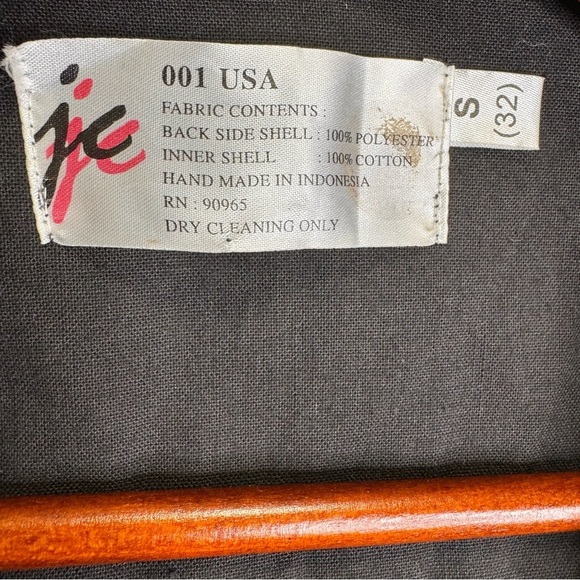 jc
jc
001 USA
FABRIC CONTENTS :
BACK SIDE SHELL : 100% POLYESTER
INNER SHELL : 100% COTTON
HAND MADE IN INDONESIA
RN : 90965
DRY CLEANING ONLY
S
(32)